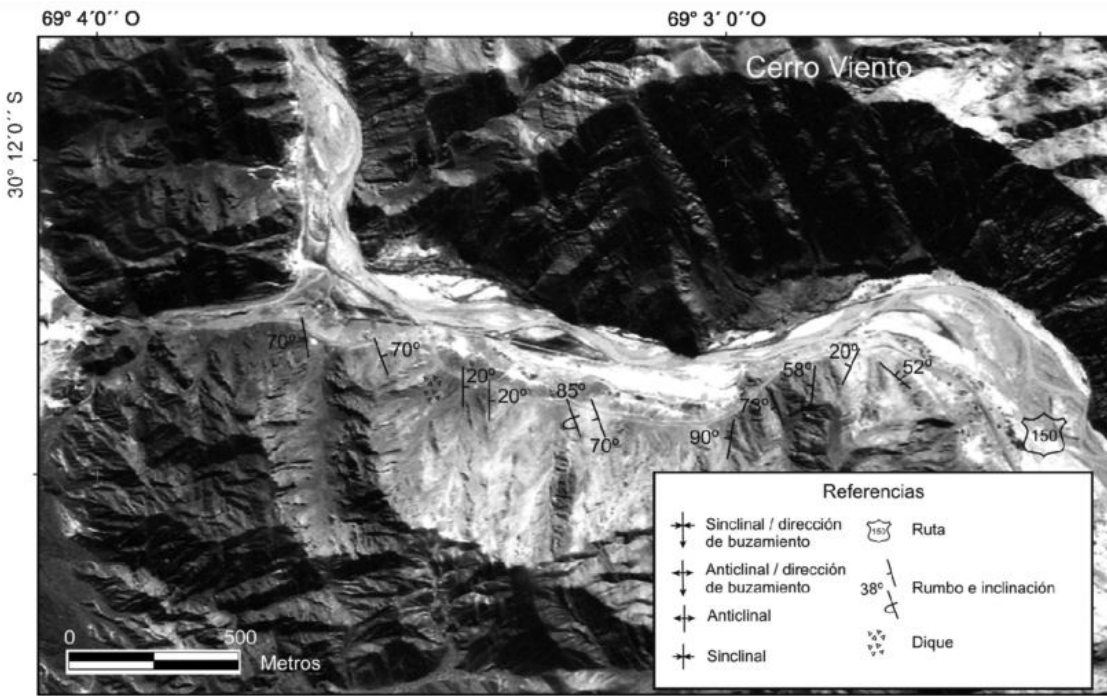 69° 4'0'' O
69° 3'0'' O
30° 12'0'' S
Cerro Viento
70°
70°
20°
20°
85°
70°
90°
73°
58°
20°
52°
150
0
500
Metros
Referencias
Sinclinal / dirección
de buzamiento
Anticlinal / dirección
de buzamiento
Anticlinal
Sinclinal
150
Ruta
38°
Rumbo e inclinación
Dique